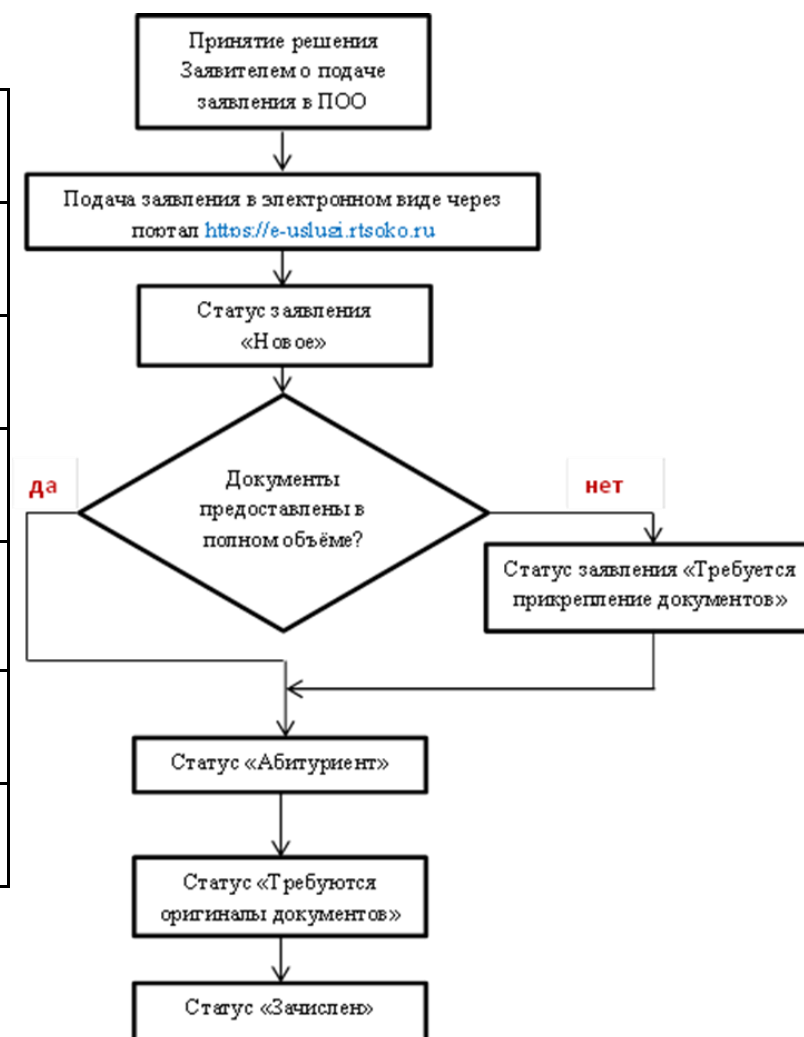 Принятие решения
Заявителем о подаче
заявления в ПОО
Подача заявления в электронном виде через
портал https://e-uslugi.rtsoko.ru
Статус заявления
«Новое»
да
Документы
предоставлены в
полном объёме?
нет
Статус заявления «Требуется
прикрепление документов»
Статус «Абитуриент»
Статус «Требуются
оригиналы документов»
Статус «Зачислен»